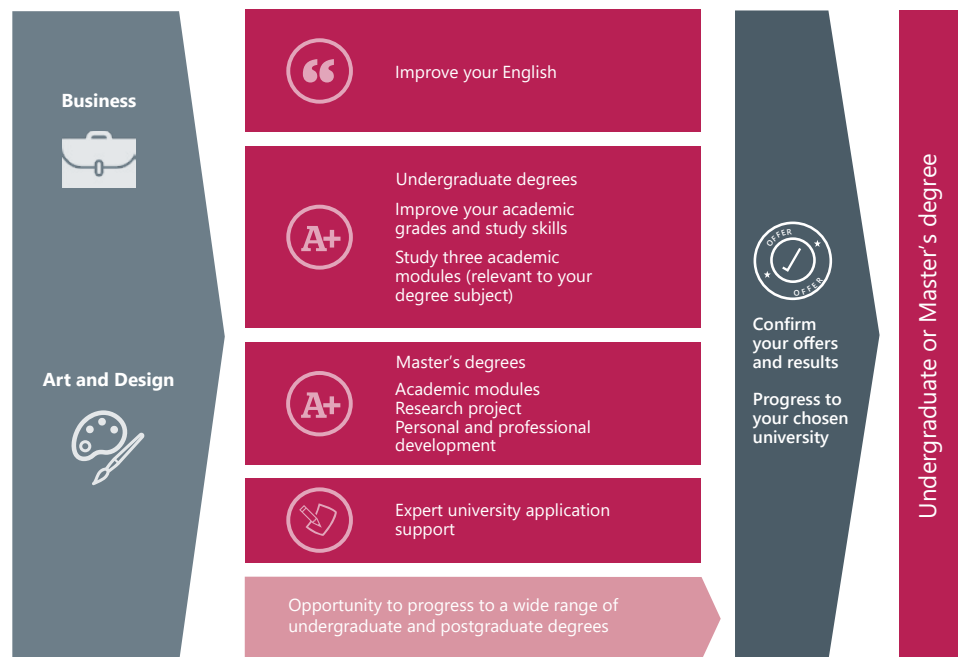 Business
Art and Design
Improve your English
A+
Undergraduate degrees
Improve your academic
grades and study skills
Study three academic
modules (relevant to your
degree subject)
A+
Master's degrees
Academic modules
Research project
Personal and professional
development
Expert university application
support
Opportunity to progress to a wide range of
undergraduate and postgraduate degrees
OFFER
OFFER
Confirm
your offers
and results
Progress to
your chosen
university
Undergraduate or Master's degree